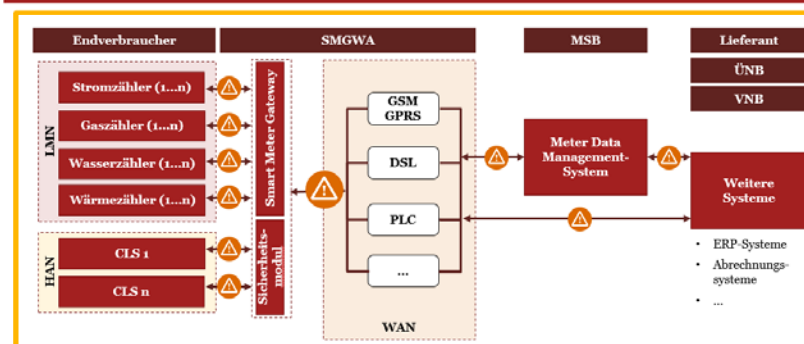 Endverbraucher
SMGWA
MSB
Lieferant
ÜNB
VNB
LMN
Stromzähler (1...n)
Gaszähler (1...n)
Wasserzähler (1...n)
Wärmezähler (1...n)
HAN
CLS 1
CLS n
Smart Meter Gateway
Sicherheits-
modul
GSM
GPRS
DSL
PLC
...
WAN
Meter Data
Management-
System
Weitere
Systeme
• ERP-Systeme
• Abrechnungs-
systeme
• ...